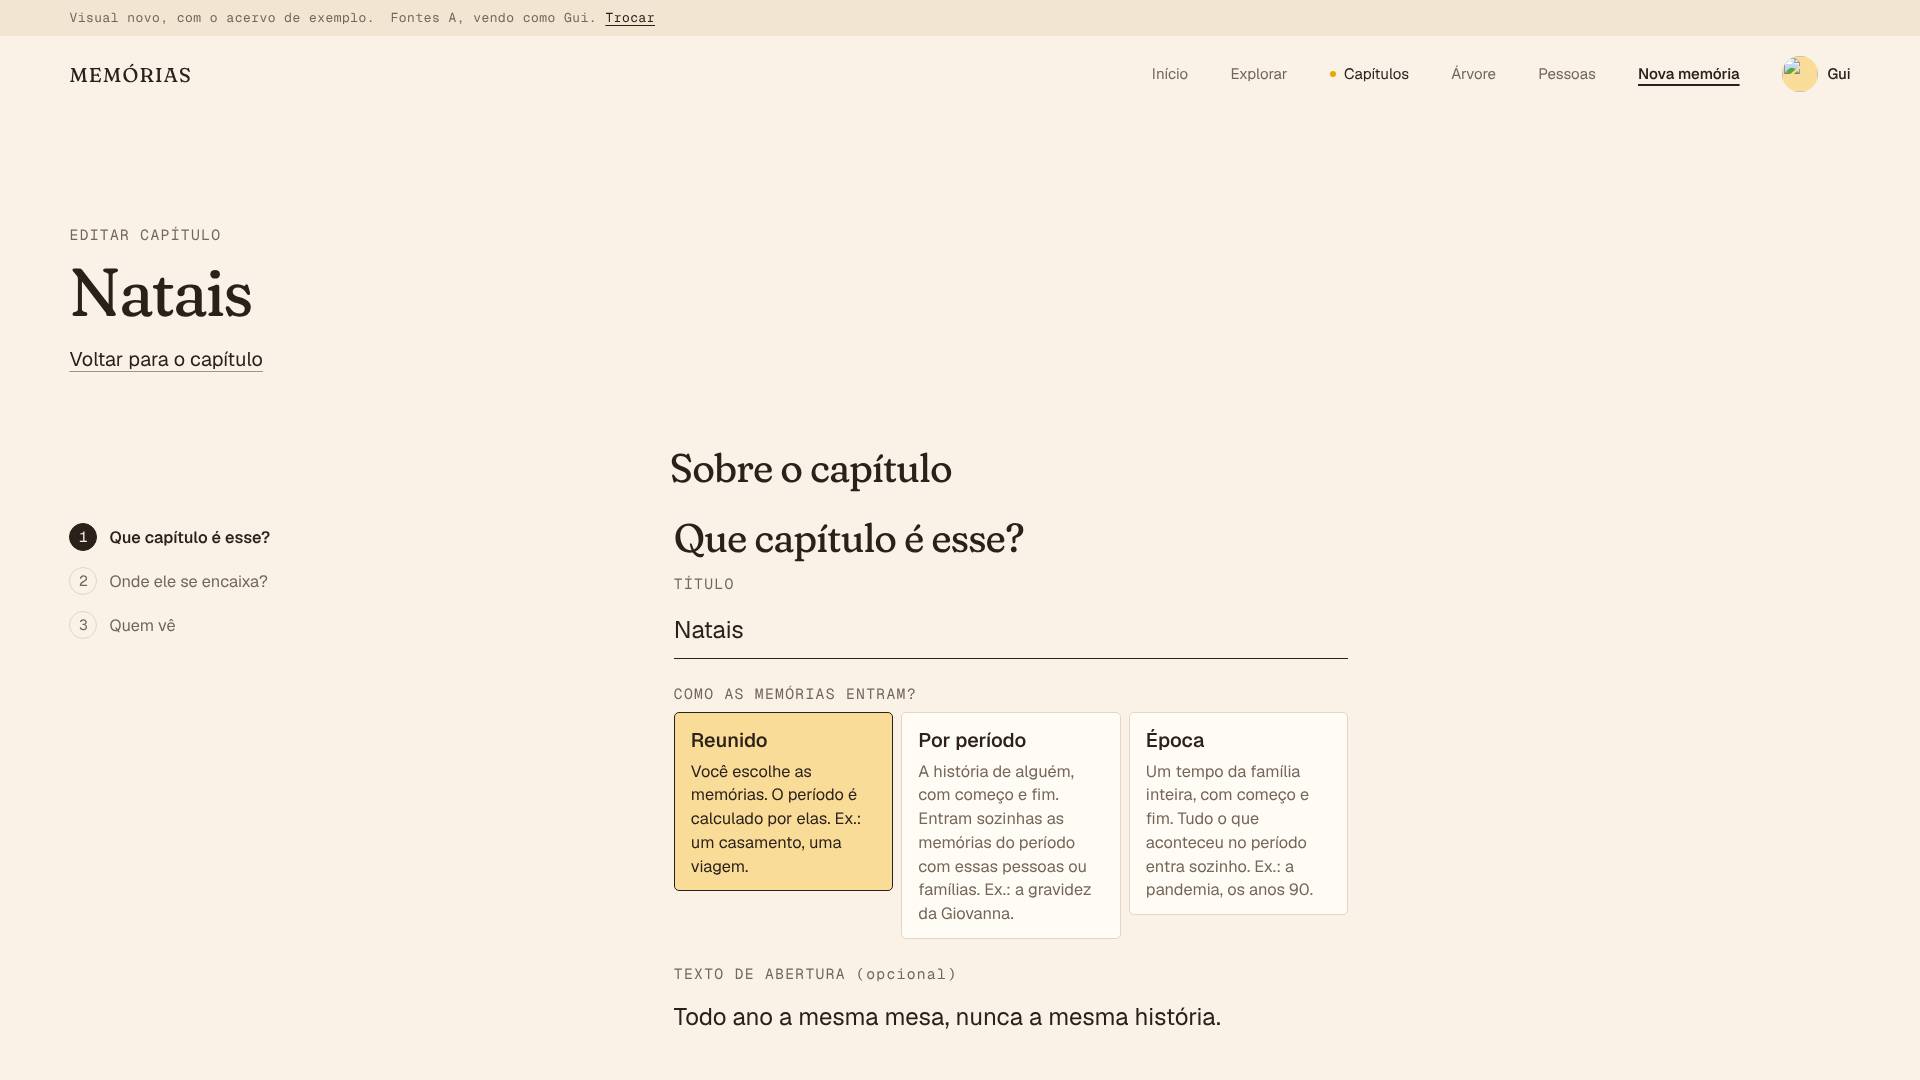 Visual novo, com o acervo de exemplo. Fontes A, vendo como Gui. Trocar
MEMÓRIAS
Início
Explorar
Capítulos
Árvore
Pessoas
Nova memória
Gui
EDITAR CAPÍTULO
Natais
Voltar para o capítulo
1 Que capítulo é esse?
2 Onde ele se encaixa?
3 Quem vê
Sobre o capítulo
Que capítulo é esse?
TÍTULO
Natais
COMO AS MEMÓRIAS ENTRAM?
Reunido
Você escolhe as
memórias. O período é
calculado por elas. Ex.:
um casamento, uma
viagem.
Por período
A história de alguém,
com começo e fim.
Entram sozinhas as
memórias do período
com essas pessoas ou
famílias. Ex.: a gravidez
da Giovanna.
Época
Um tempo da família
inteira, com começo e
fim. Tudo o que
aconteceu no período
entra sozinho. Ex.: a
pandemia, os anos 90.
TEXTO DE ABERTURA (opcional)
Todo ano a mesma mesa, nunca a mesma história.